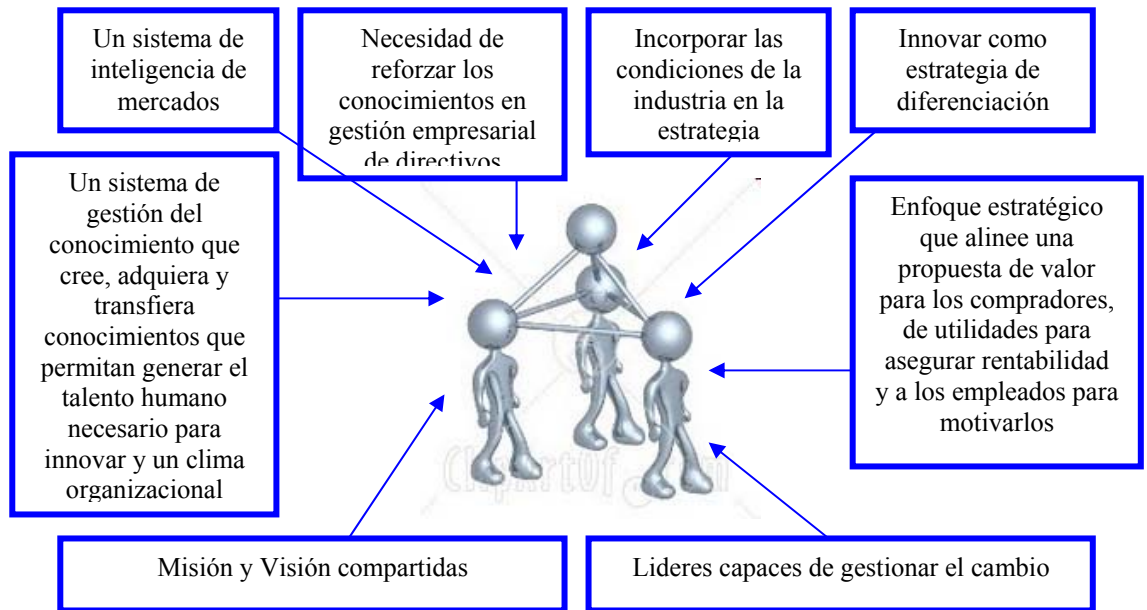 Un sistema de
inteligencia de
mercados
Necesidad de
reforzar los
conocimientos en
gestión empresarial
de directivos
Incorporar las
condiciones de la
industria en la
estrategia
Innovar como
estrategia de
diferenciación
Un sistema de
gestión del
conocimiento que
cree, adquiera y
transfiera
conocimientos que
permitan generar el
talento humano
necesario para
innovar y un clima
organizacional
Enfoque estratégico
que alinee una
propuesta de valor
para los compradores,
de utilidades para
asegurar rentabilidad
y a los empleados para
motivarlos
Misión y Visión compartidas
Lideres capaces de gestionar el cambio